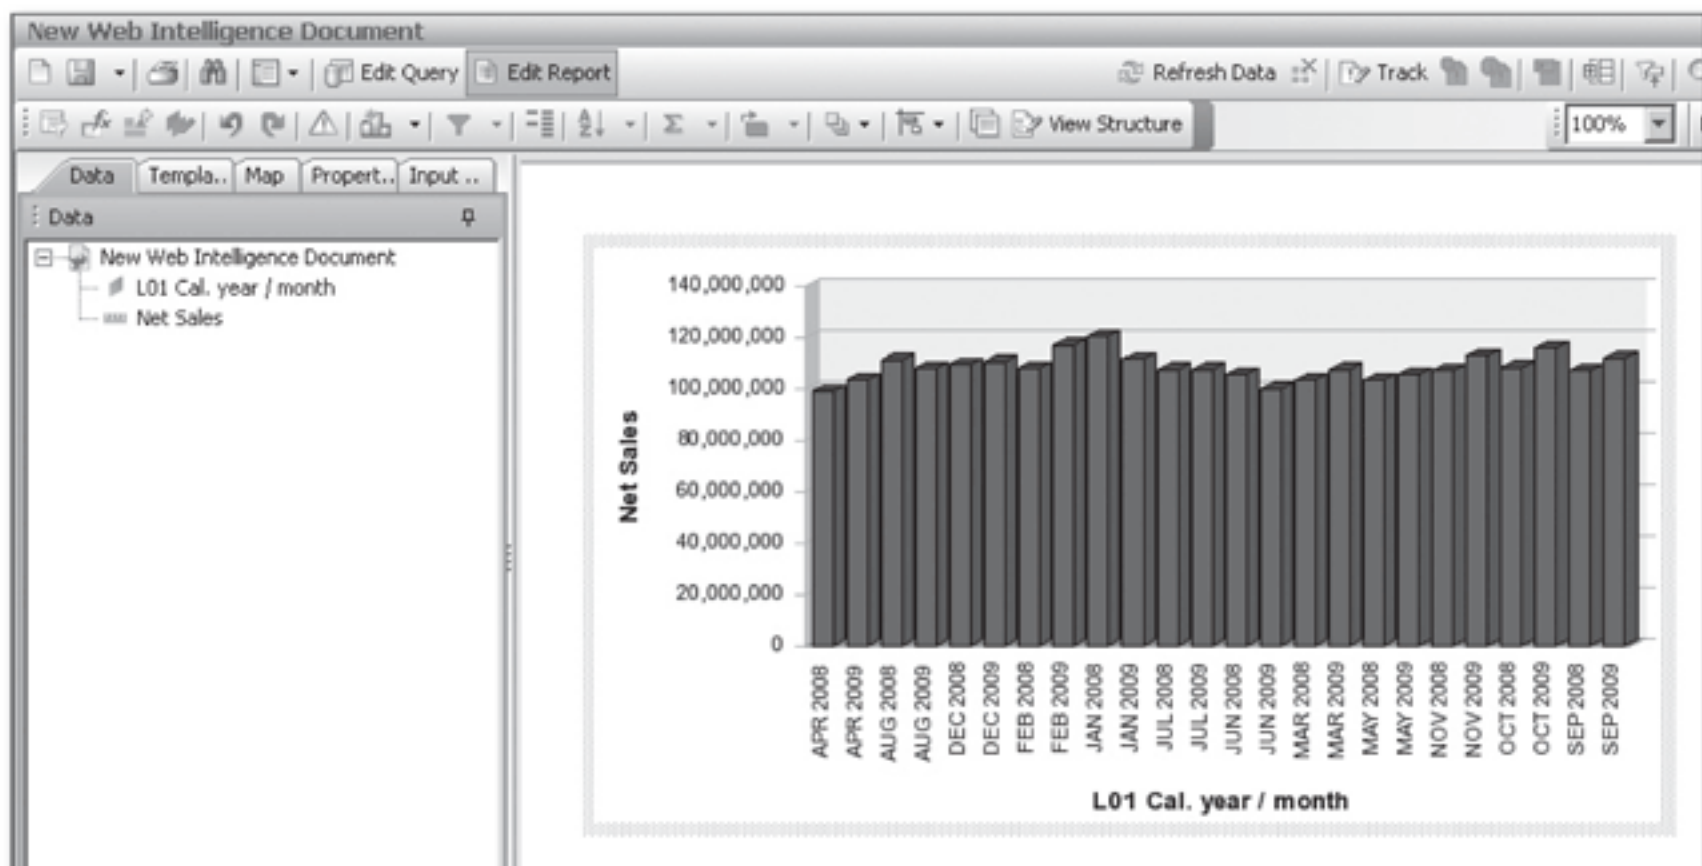 New Web Intelligence Document
Edit Query Edit Report Refresh Data Track
View Structure 100%
Data Templa.. Map Propert.. Input ..
Data
New Web Intelligence Document
L01 Cal. year / month
Net Sales
140,000,000
120,000,000
100,000,000
80,000,000
60,000,000
40,000,000
20,000,000
0
Net Sales
APR 2008
APR 2009
AUG 2008
AUG 2009
DEC 2008
DEC 2009
FEB 2008
FEB 2009
JAN 2008
JAN 2009
JUL 2008
JUL 2009
JUN 2008
JUN 2009
MAR 2008
MAR 2009
MAY 2008
MAY 2009
NOV 2008
NOV 2009
OCT 2008
OCT 2009
SEP 2008
SEP 2009
L01 Cal. year / month